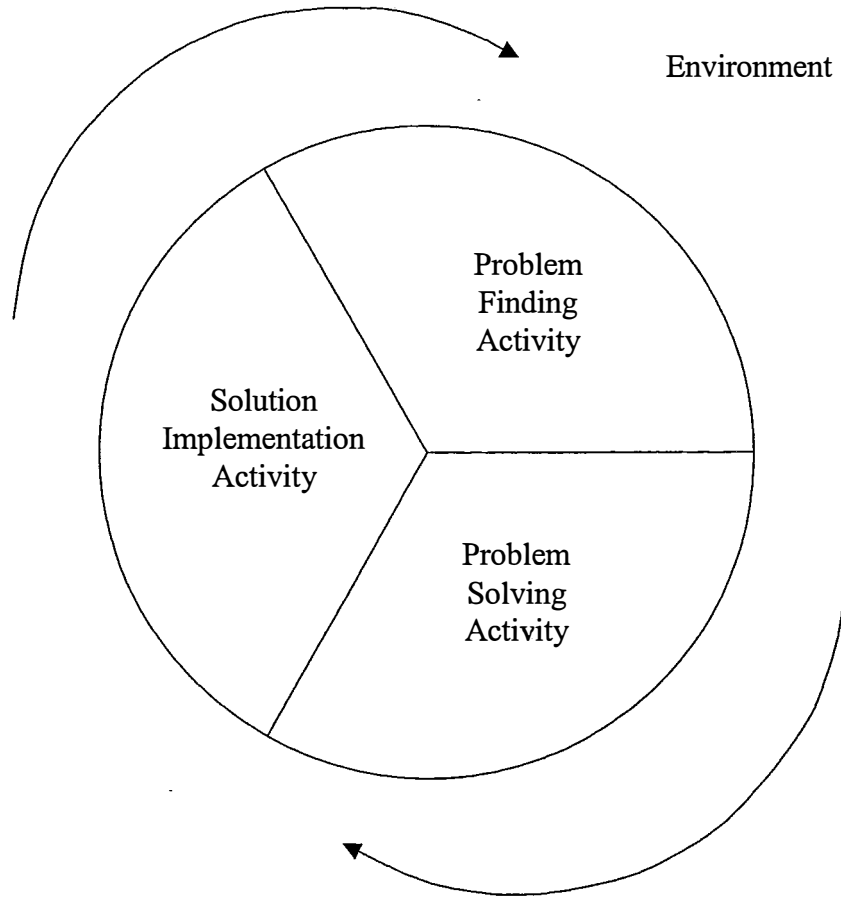 Environment
Problem
Finding
Activity
Solution
Implementation
Activity
Problem
Solving
Activity